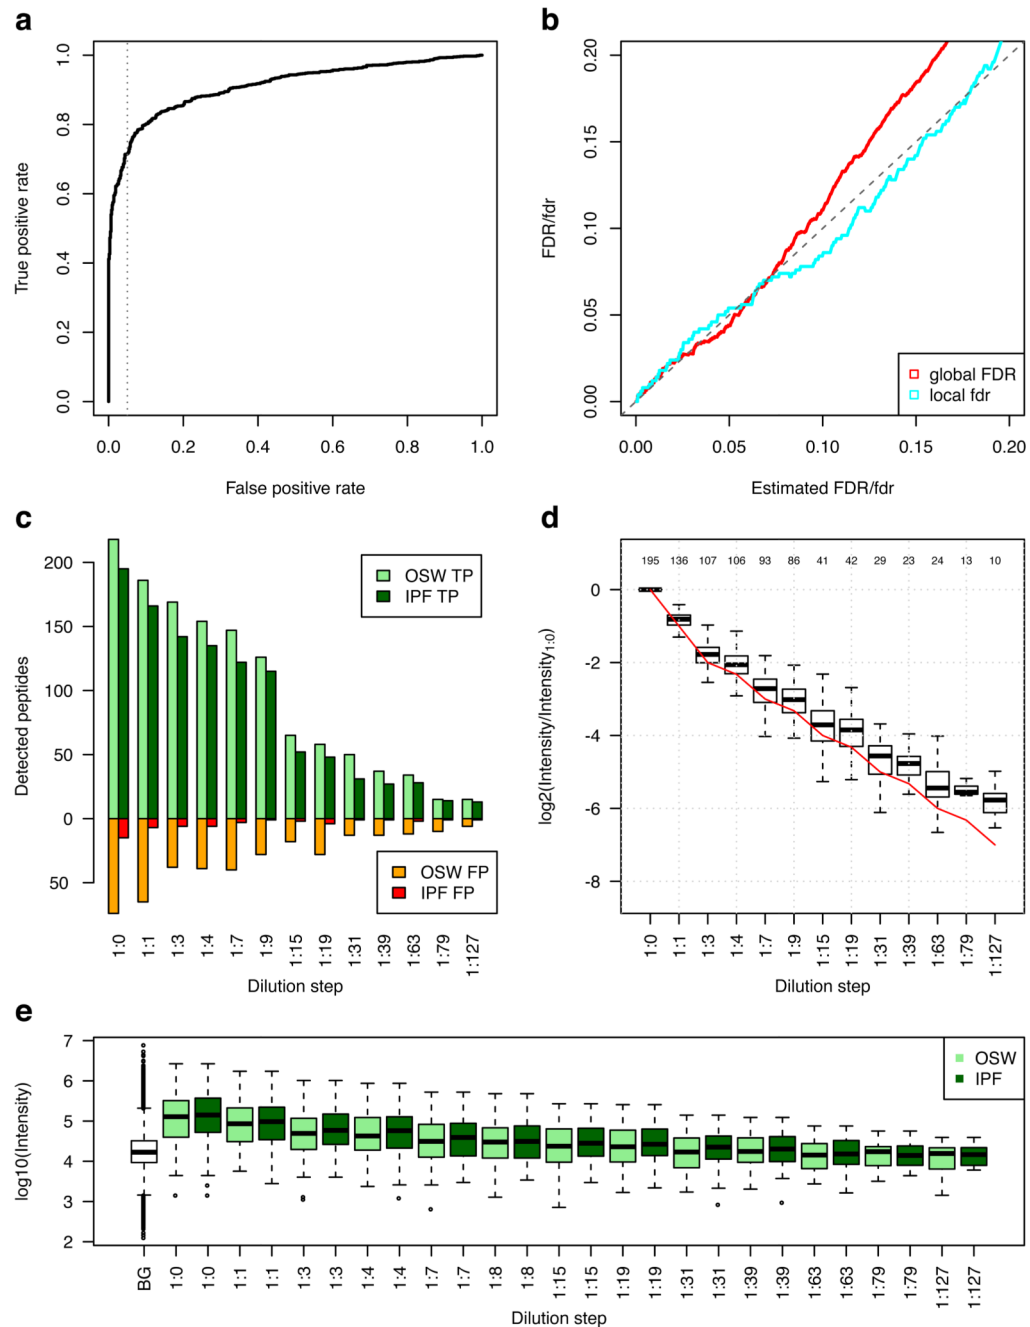 a
1.0
0.8
0.6
0.4
0.2
0.0
True positive rate
0.0 0.2 0.4 0.6 0.8 1.0
False positive rate
b
0.20
0.15
0.10
0.05
0.00
FDR/fdr
global FDR
local fdr
0.00 0.05 0.10 0.15 0.20
Estimated FDR/fdr
c
200
150
100
50
0
50
Detected peptides
OSW TP
IPF TP
OSW FP
IPF FP
1:0 1:1 1:3 1:4 1:7 1:9 1:15 1:19 1:31 1:39 1:63 1:79 1:127
Dilution step
d
195 136 107 106 93 86 41 42 29 23 24 13 10
0
-2
-4
-6
-8
log2(Intensity/Intensity1:0)
1:0 1:1 1:3 1:4 1:7 1:9 1:15 1:19 1:31 1:39 1:63 1:79 1:127
Dilution step
e
7
6
5
4
3
2
log10(Intensity)
OSW
IPF
BG 1:0 1:0 1:1 1:1 1:3 1:3 1:4 1:4 1:7 1:7 1:8 1:8 1:15 1:15 1:19 1:19 1:31 1:31 1:39 1:39 1:63 1:63 1:79 1:79 1:127 1:127
Dilution step